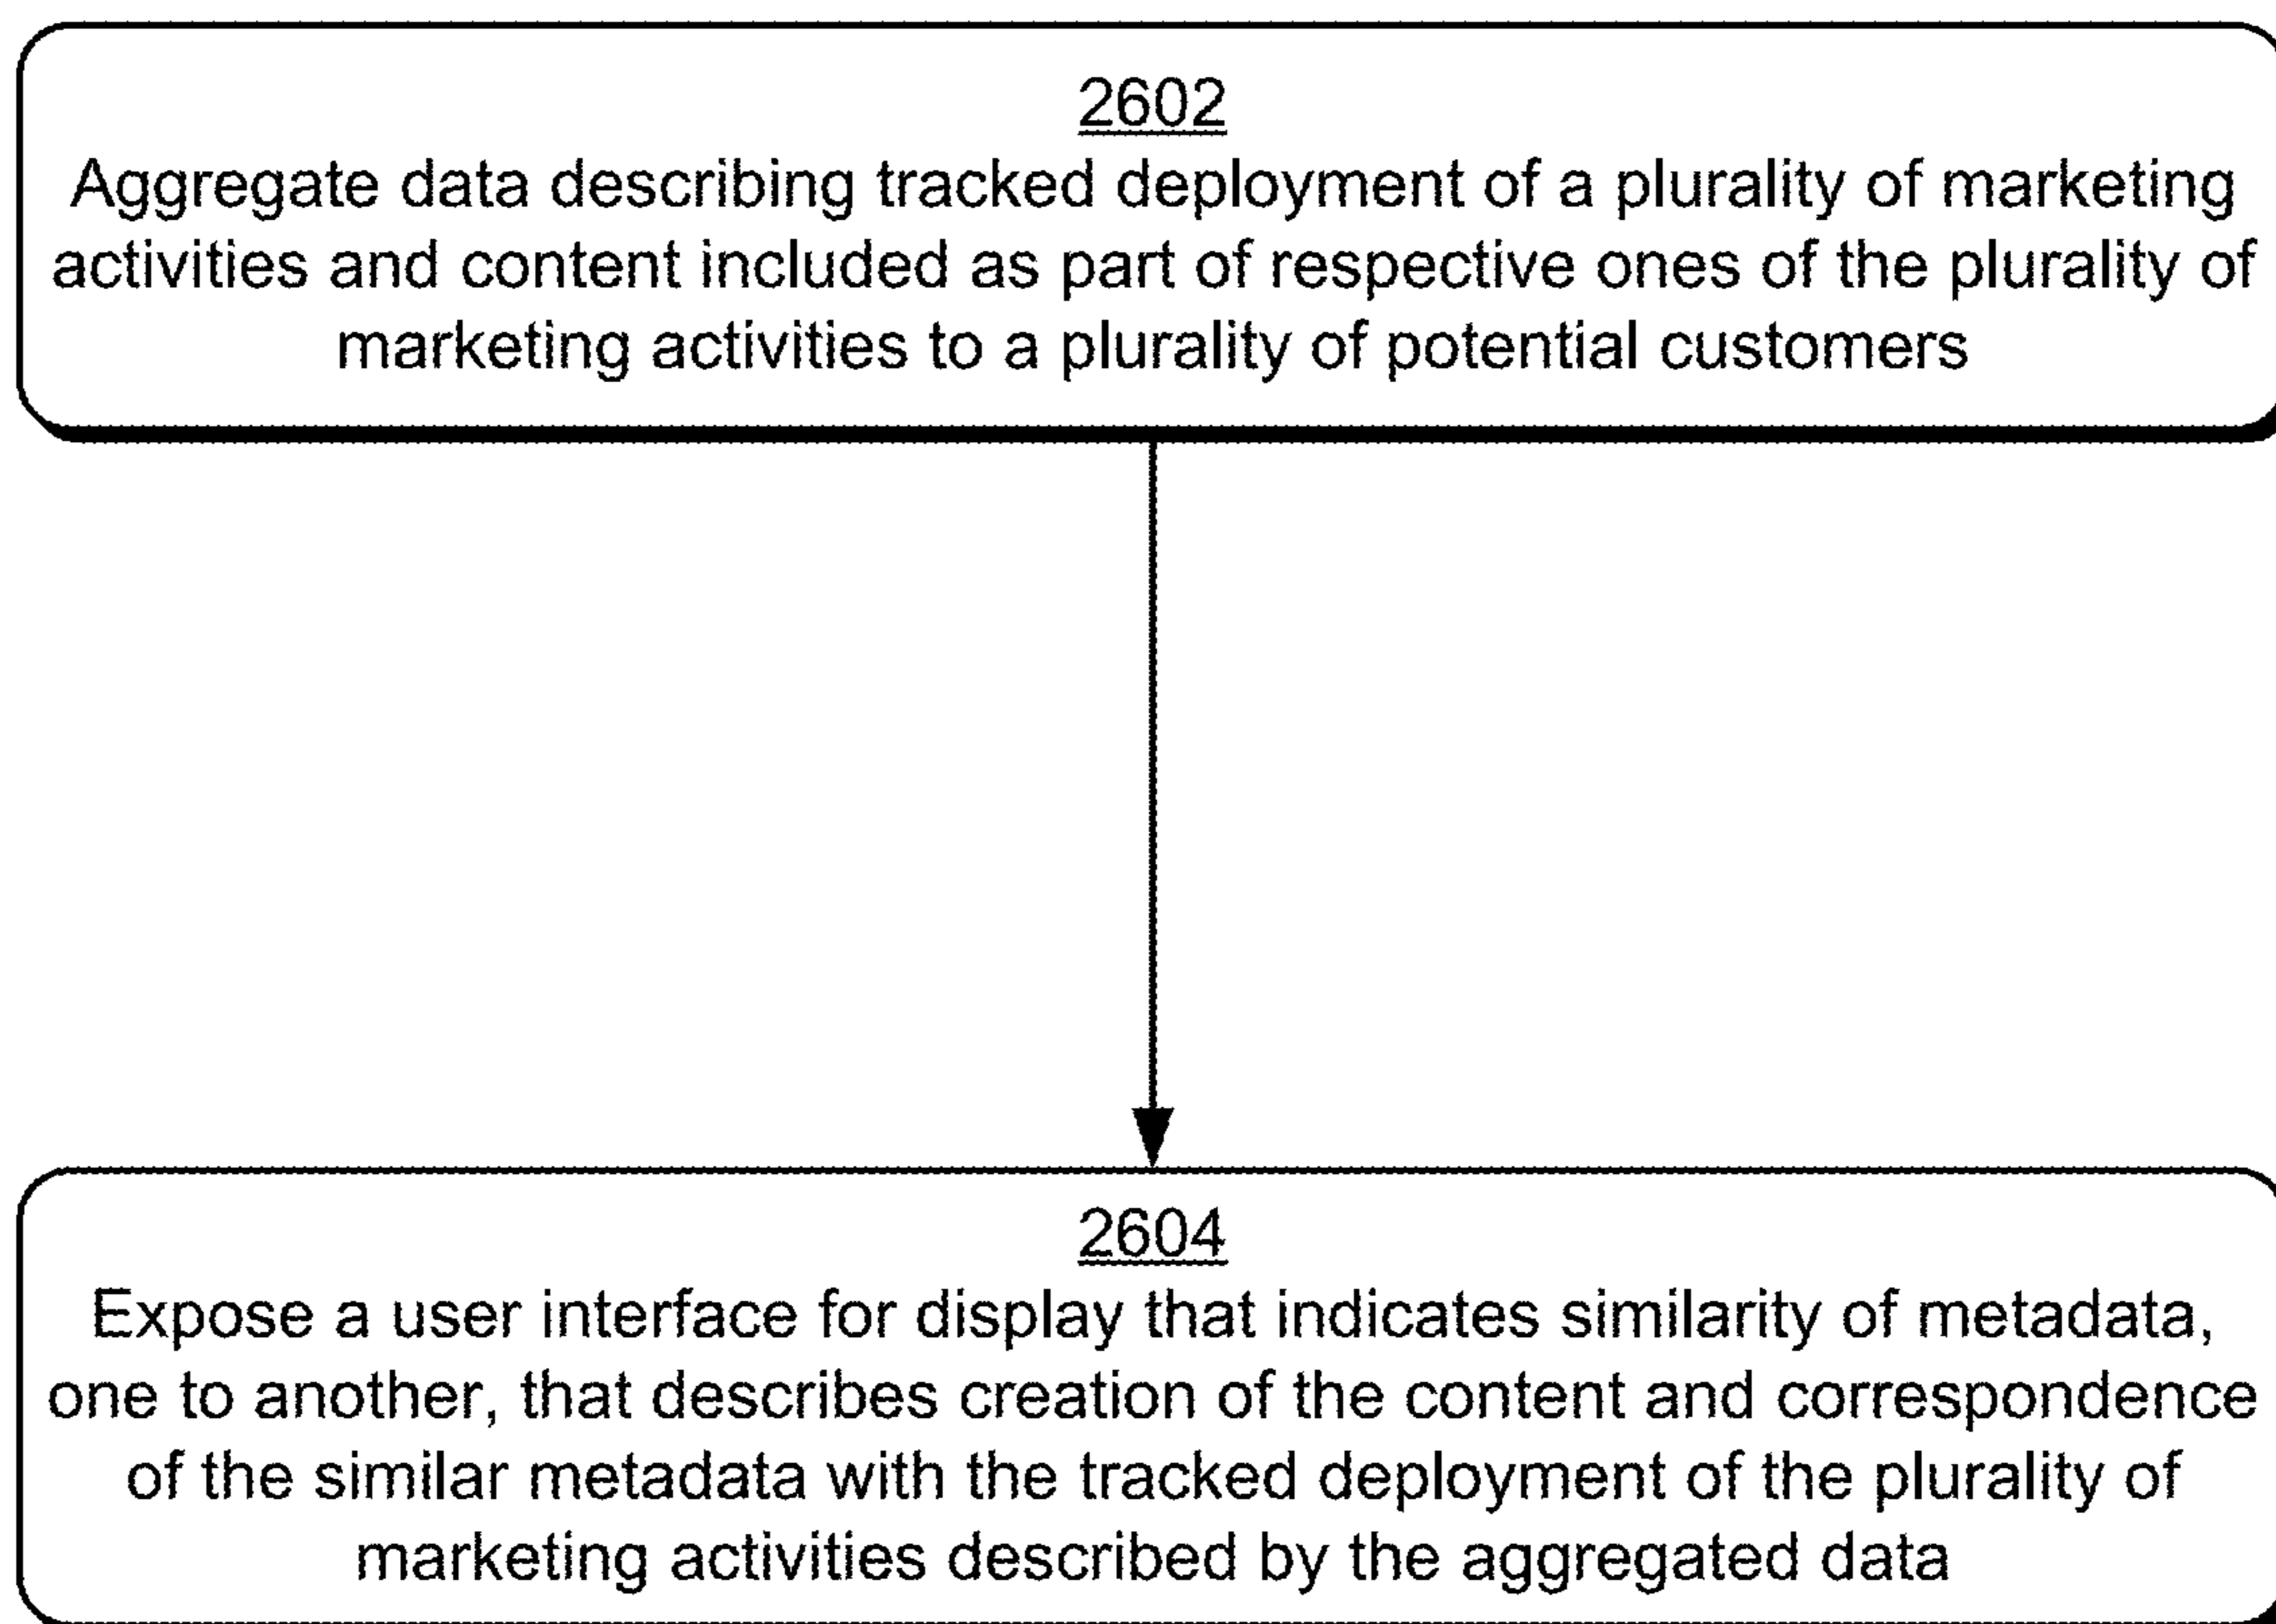 2602
Aggregate data describing tracked deployment of a plurality of marketing
activities and content included as part of respective ones of the plurality of
marketing activities to a plurality of potential customers
2604
Expose a user interface for display that indicates similarity of metadata,
one to another, that describes creation of the content and correspondence
of the similar metadata with the tracked deployment of the plurality of
marketing activities described by the aggregated data